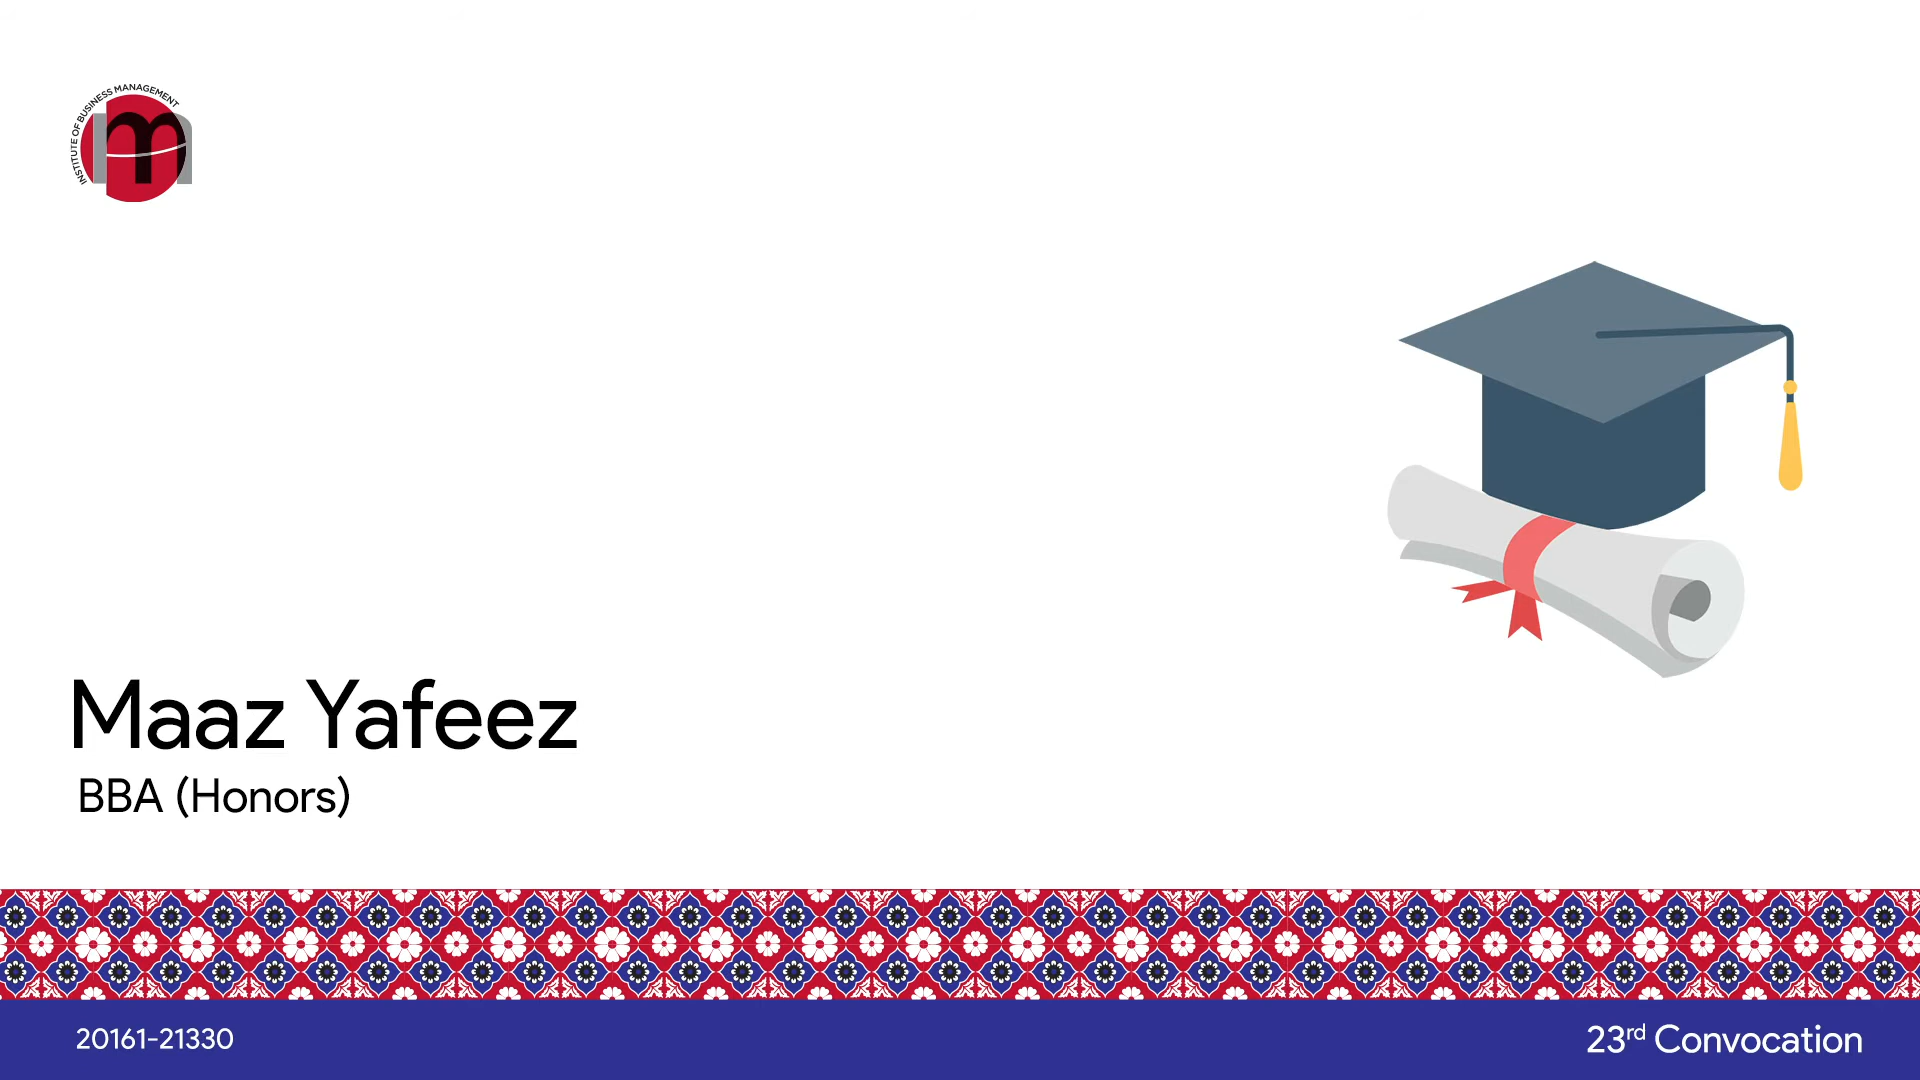 INSTITUTE OF BUSINESS MANAGEMENT
m
Maaz Yafeez
BBA (Honors)
20161-21330
23rd Convocation